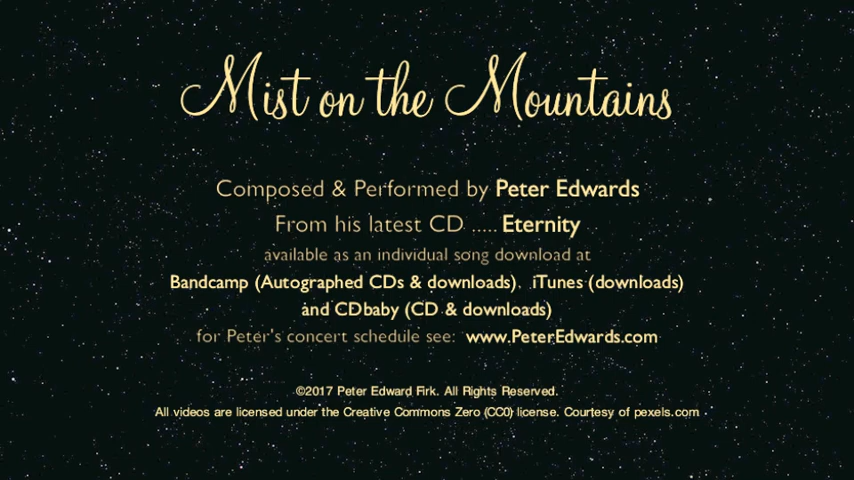 Mist on the Mountains
Composed & Performed by Peter Edwards
From his latest CD ..... Eternity
available as an individual song download at
Bandcamp (Autographed CDs & downloads), iTunes (downloads)
and CDbaby (CD & downloads)
for Peter's concert schedule see: www.PeterEdwards.com
©2017 Peter Edward Firk. All Rights Reserved.
All videos are licensed under the Creative Commons Zero (CC0) license. Courtesy of pexels.com